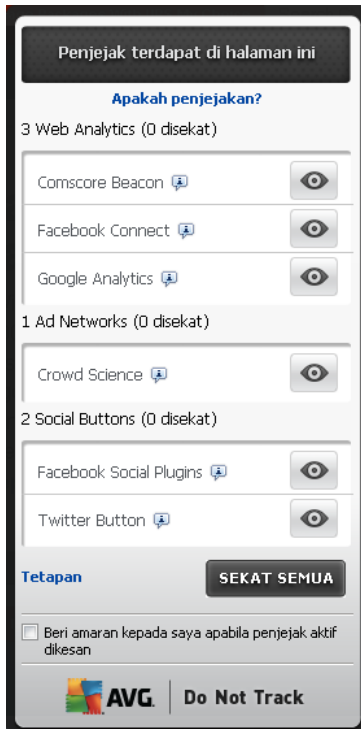 Penjejak terdapat di halaman ini
Apakah penjejakan?
3 Web Analytics (0 disekat)
Comscore Beacon
Facebook Connect
Google Analytics
1 Ad Networks (0 disekat)
Crowd Science
2 Social Buttons (0 disekat)
Facebook Social Plugins
Twitter Button
Tetapan
SEKAT SEMUA
Beri amaran kepada saya apabila penjejak aktif
dikesan
AVG. Do Not Track